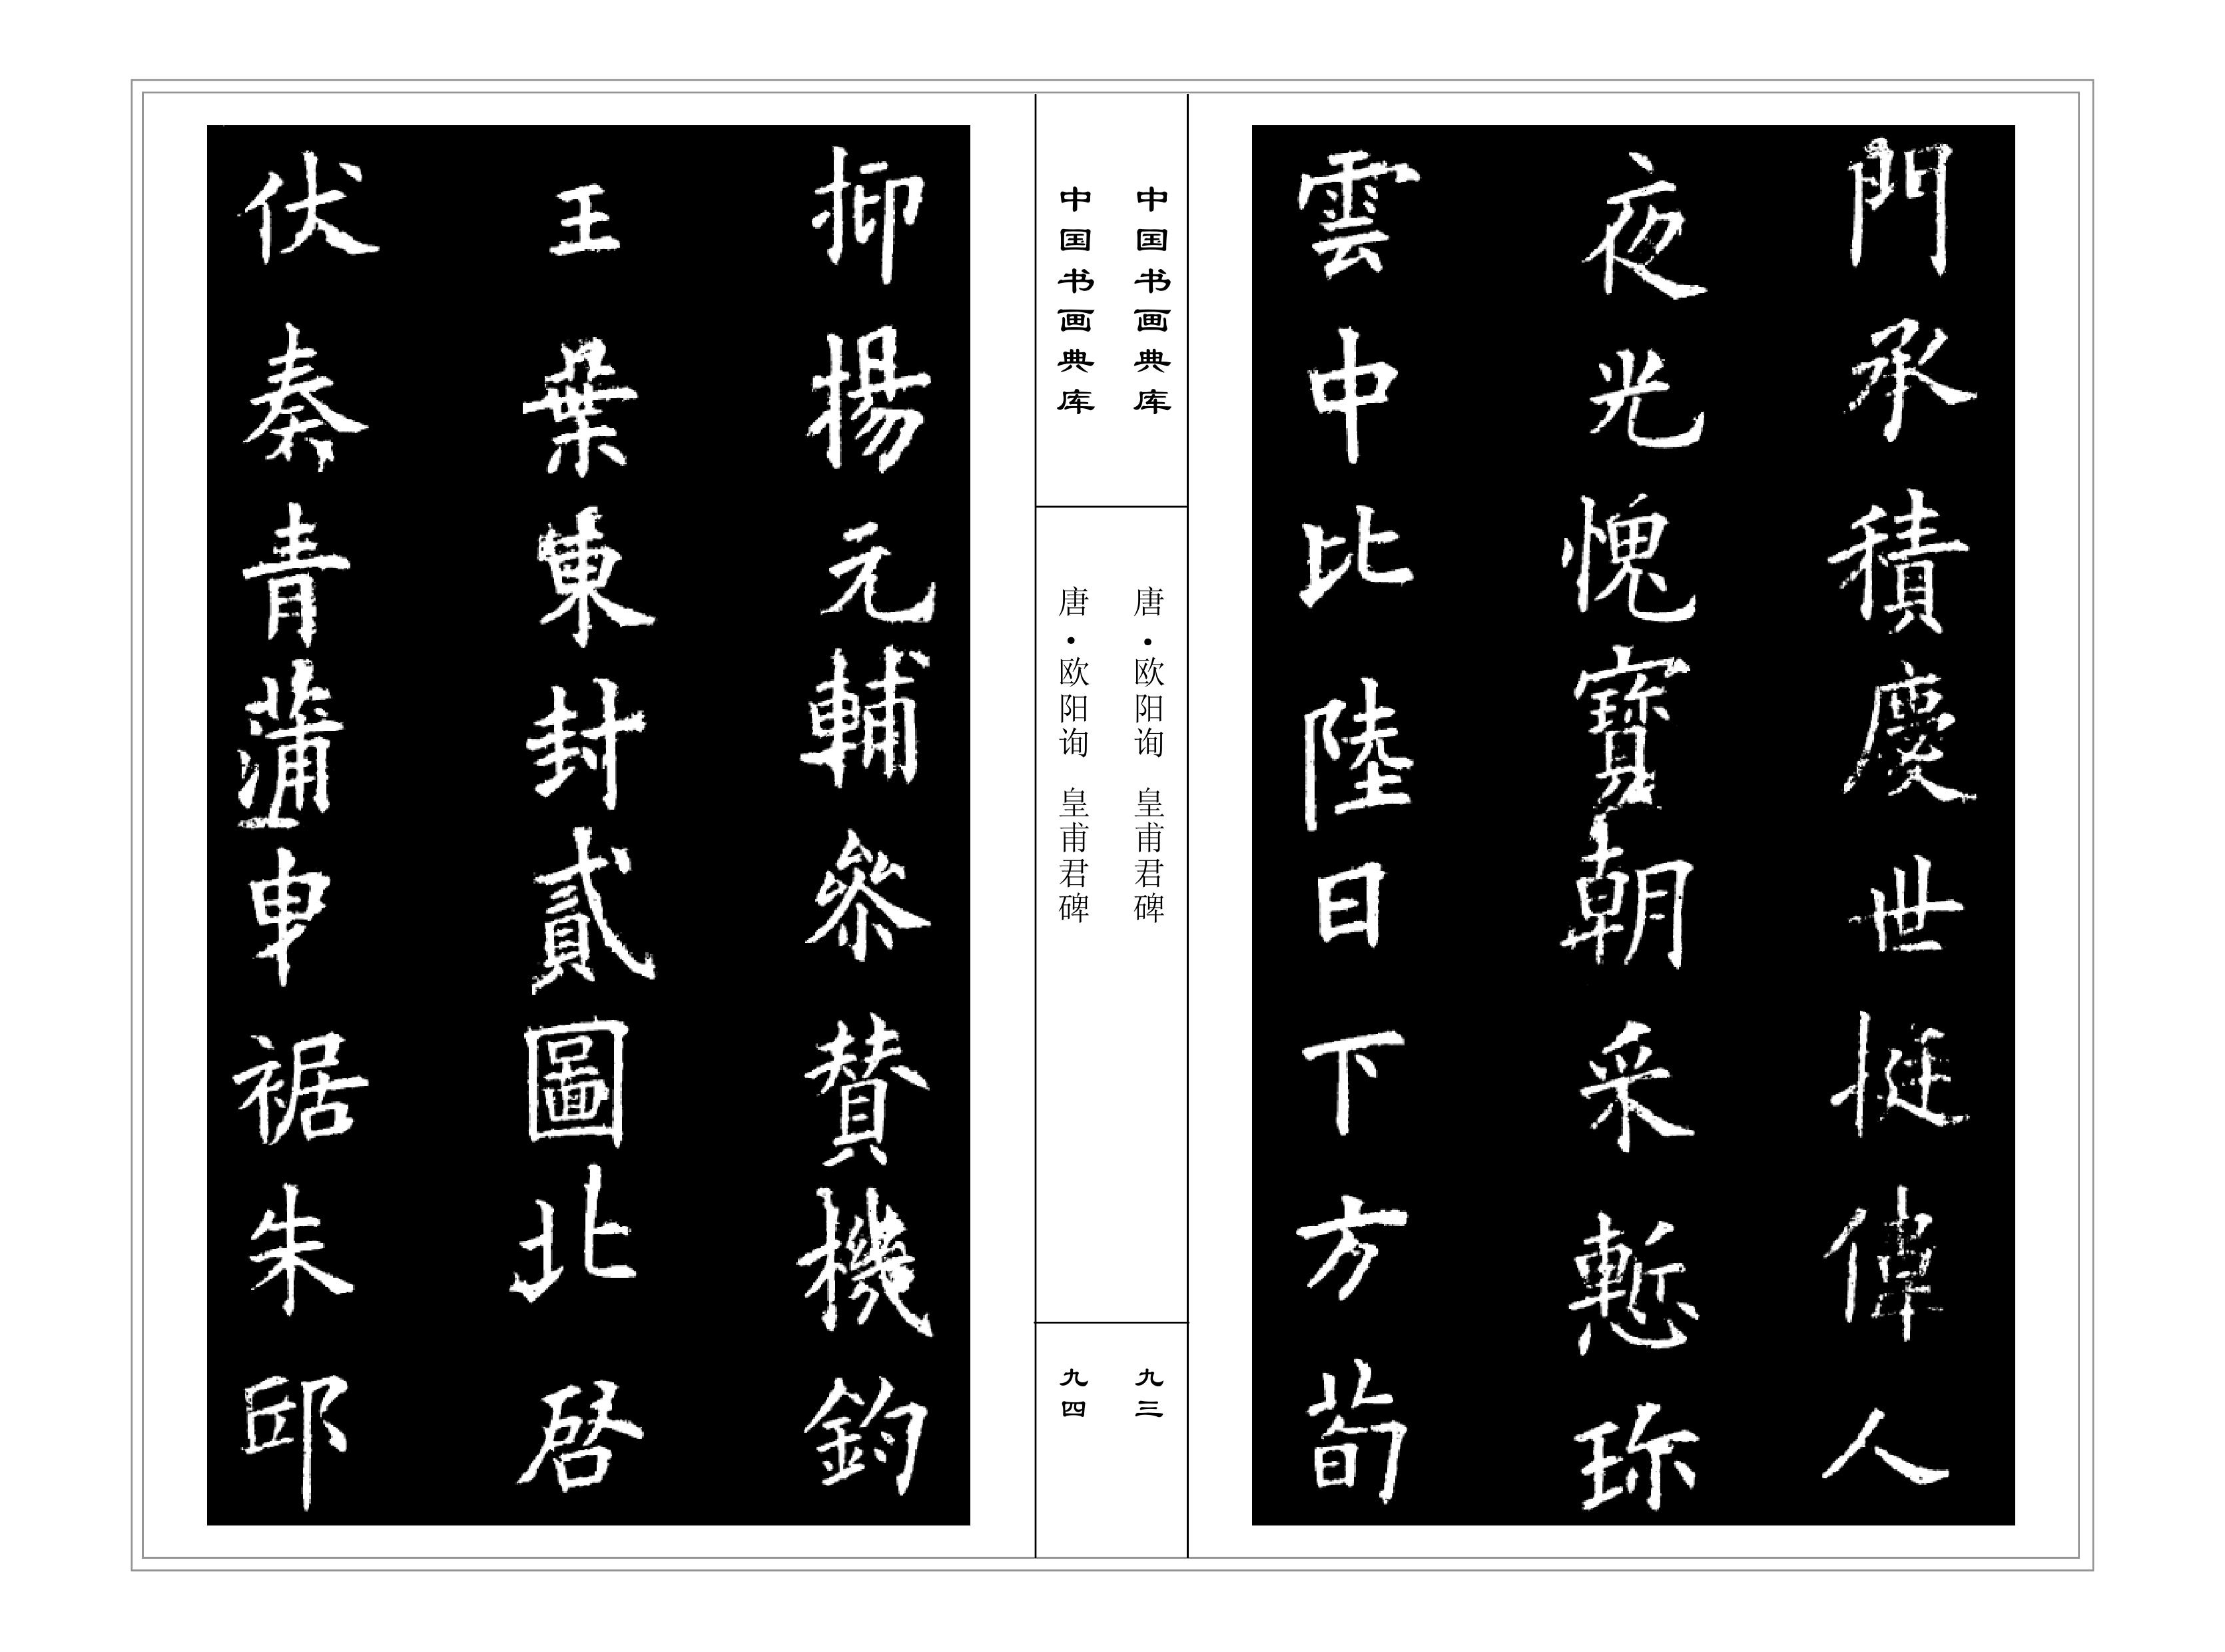 門承積慶世挺偉人
夜光愧寶朝采慙珎
雲中比陸日下方荀
中国书画典库
唐·欧阳询 皇甫君碑
九三
中国书画典库
唐·欧阳询 皇甫君碑
九四
抑揚元輔參贊機鈞
王葉東封貳圖北啓
伏奏青蒲申裾朱邸